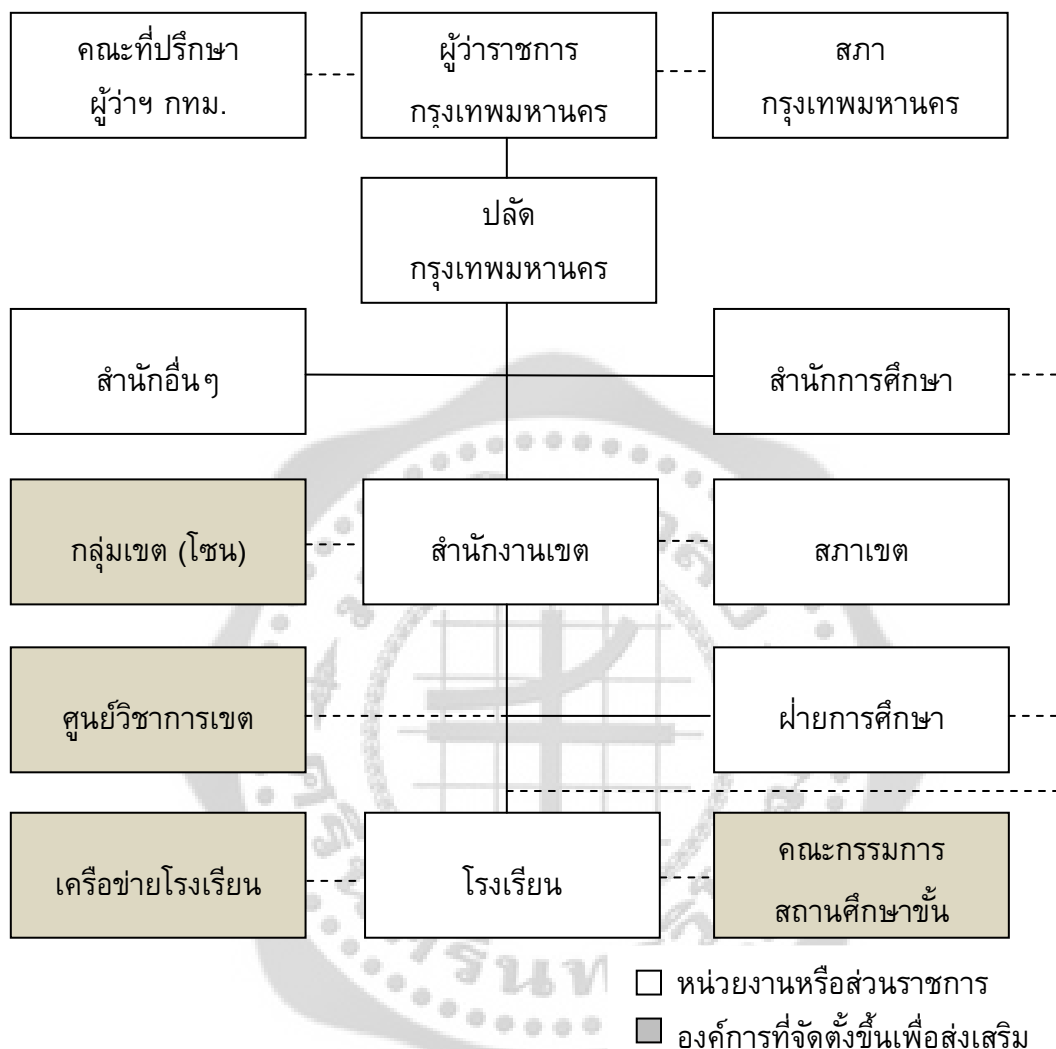 คณะที่ปรึกษา
ผู้ว่าฯ กทม.
ผู้ว่าราชการ
กรุงเทพมหานคร
สภา
กรุงเทพมหานคร
ปลัด
กรุงเทพมหานคร
สำนักอื่นๆ
สำนักการศึกษา
กลุ่มเขต (โซน)
สำนักงานเขต
สภาเขต
ศูนย์วิชาการเขต
ฝ่ายการศึกษา
เครือข่ายโรงเรียน
โรงเรียน
คณะกรรมการ
สถานศึกษาขั้น
หน่วยงานหรือส่วนราชการ
องค์การที่จัดตั้งขึ้นเพื่อส่งเสริม